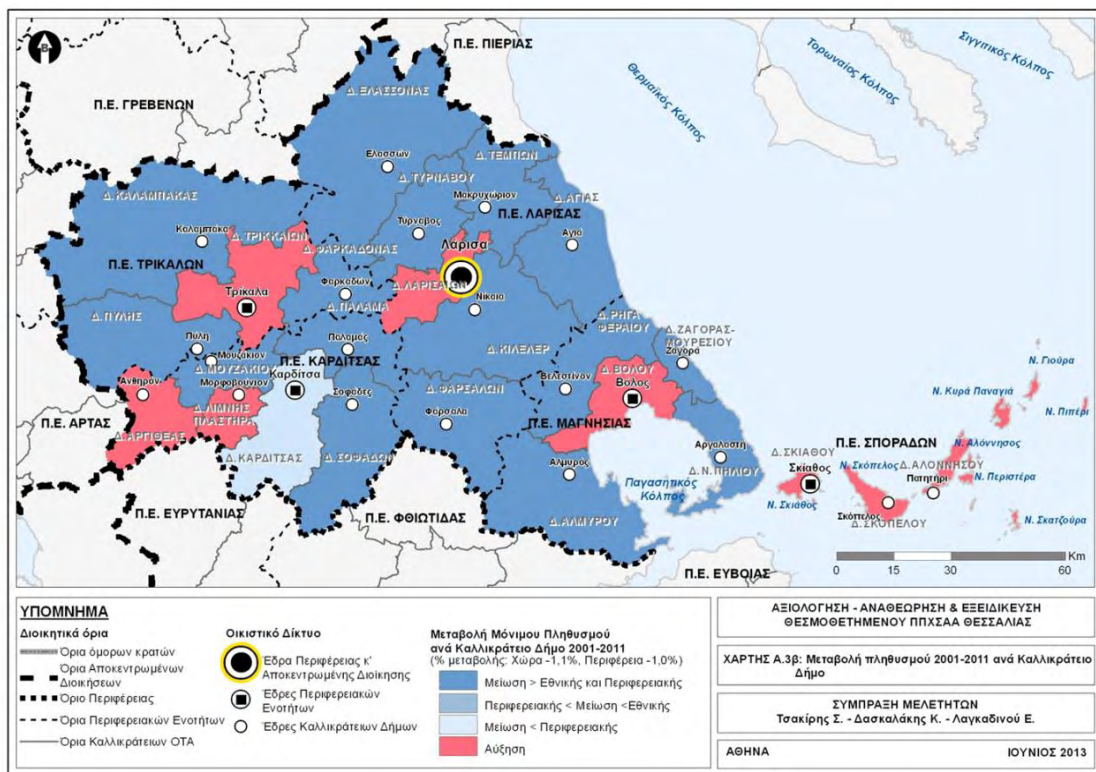 Β
Π.Ε. ΠΙΕΡΙΑΣ
Π.Ε. ΓΡΕΒΕΝΩΝ
Δ. ΕΛΑΣΣΟΝΑΣ
Θερμαϊκός Κόλπος
Τορωναίος Κόλπος
Σιγγιτικός Κόλπος
Ελασσών
Δ. ΤΕΜΠΩΝ
Δ. ΤΥΡΝΑΒΟΥ
Μακρυχώριον
Δ. ΑΓΙΑΣ
Δ. ΚΑΛΑΜΠΑΚΑΣ
Π.Ε. ΛΑΡΙΣΑΣ
Καλαμπάκα
Δ. ΤΡΙΚΚΑΙΩΝ
Τύρναβος
Αγιά
Δ. ΦΑΡΚΑΔΟΝΑΣ
Λάρισα
Π.Ε. ΤΡΙΚΑΛΩΝ
Φαρκαδών
Δ. ΛΑΡΙΣΑΙΩΝ
Τρίκαλα
Νίκαια
Δ. ΠΑΛΑΜΑ
Δ. ΠΥΛΗΣ
Δ. ΡΗΓΑ
ΦΕΡΑΙΟΥ
Δ. ΖΑΓΟΡΑΣ-
ΜΟΥΡΕΣΙΟΥ
Πύλη
Παλαμάς
Δ. ΚΙΛΕΛΕΡ
Ζαγορά
Μουζάκιον
Π.Ε. ΚΑΡΔΙΤΣΑΣ
Δ. ΜΟΥΖΑΚΙΟΥ
Καρδίτσα
Δ. ΒΟΛΟΥ
Ανθηρόν
Μορφοβούνιον
Βελεστίνον
Βόλος
Σοφάδες
Δ. ΦΑΡΣΑΛΩΝ
Δ. ΛΙΜΝΗΣ
ΠΛΑΣΤΗΡΑ
Φάρσαλα
Π.Ε. ΑΡΤΑΣ
Δ. ΑΡΓΙΘΕΑΣ
Π.Ε. ΜΑΓΝΗΣΙΑΣ
Ν. Γιούρα
Ν. Κυρά Παναγιά
Ν. Πιπέρι
Π.Ε. ΣΠΟΡΑΔΩΝ
Ν. Αλόννησος
Αργαλαστή
Δ. ΣΚΙΑΘΟΥ
Δ. ΚΑΡΔΙΤΣΑΣ
Δ. ΣΟΦΑΔΩΝ
Αλμυρός
Δ. Ν. ΠΗΛΙΟΥ
Σκίαθος
Ν. Σκόπελος
Δ. ΑΛΟΝΝΗΣΟΥ
Πατητήρι
Ν. Περιστέρα
Παγασητικός
Κόλπος
Ν. Σκιάθος
Σκόπελος
Δ. ΣΚΟΠΕΛΟΥ
Ν. Σκατζούρα
Π.Ε. ΕΥΡΥΤΑΝΙΑΣ
Π.Ε. ΦΘΙΩΤΙΔΑΣ
Δ. ΑΛΜΥΡΟΥ
Π.Ε. ΕΥΒΟΙΑΣ
Km
0 15 30 60
ΥΠΟΜΝΗΜΑ
Διοικητικά όρια
Όρια όμορων κρατών
Όρια Αποκεντρωμένων
Διοικήσεων
Όριο Περιφέρειας
Όρια Περιφερειακών Ενοτήτων
Όρια Καλλικράτειων ΟΤΑ
Οικιστικό Δίκτυο
Έδρα Περιφέρειας κ'
Αποκεντρωμένης Διοίκησης
Έδρες Περιφερειακών
Ενοτήτων
Έδρες Καλλικράτειων Δήμων
Μεταβολή Μόνιμου Πληθυσμού
ανά Καλλικράτειο Δήμο 2001-2011
(% μεταβολής: Χώρα -1,1%, Περιφέρεια -1,0%)
Μείωση > Εθνικής και Περιφερειακής
Περιφερειακής < Μείωση <Εθνικής
Μείωση < Περιφερειακής
Αύξηση
ΑΞΙΟΛΟΓΗΣΗ - ΑΝΑΘΕΩΡΗΣΗ & ΕΞΕΙΔΙΚΕΥΣΗ
ΘΕΣΜΟΘΕΤΗΜΕΝΟΥ ΠΠΧΣΑΑ ΘΕΣΣΑΛΙΑΣ
ΧΑΡΤΗΣ Α.3β: Μεταβολή πληθυσμού 2001-2011 ανά Καλλικράτειο
Δήμο
ΣΥΜΠΡΑΞΗ ΜΕΛΕΤΗΤΩΝ
Τσακίρης Σ. - Δασκαλάκης Κ. - Λαγκαδινού Ε.
ΑΘΗΝΑ ΙΟΥΝΙΟΣ 2013